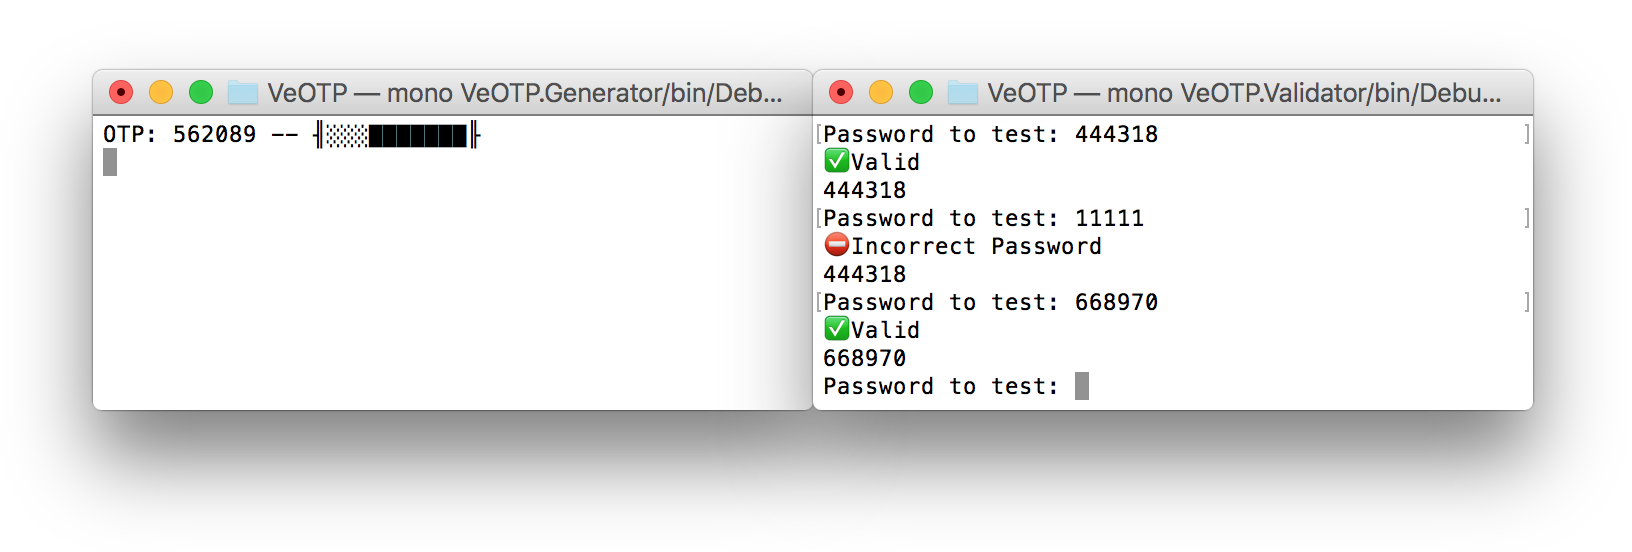 VeOTP — mono VeOTP.Generator/bin/Deb...
OTP: 562089 -- ╢░░░███████╟
VeOTP — mono VeOTP.Validator/bin/Debu...
[Password to test: 444318]
✅Valid
444318
[Password to test: 11111]
⛔Incorrect Password
444318
[Password to test: 668970]
✅Valid
668970
Password to test: